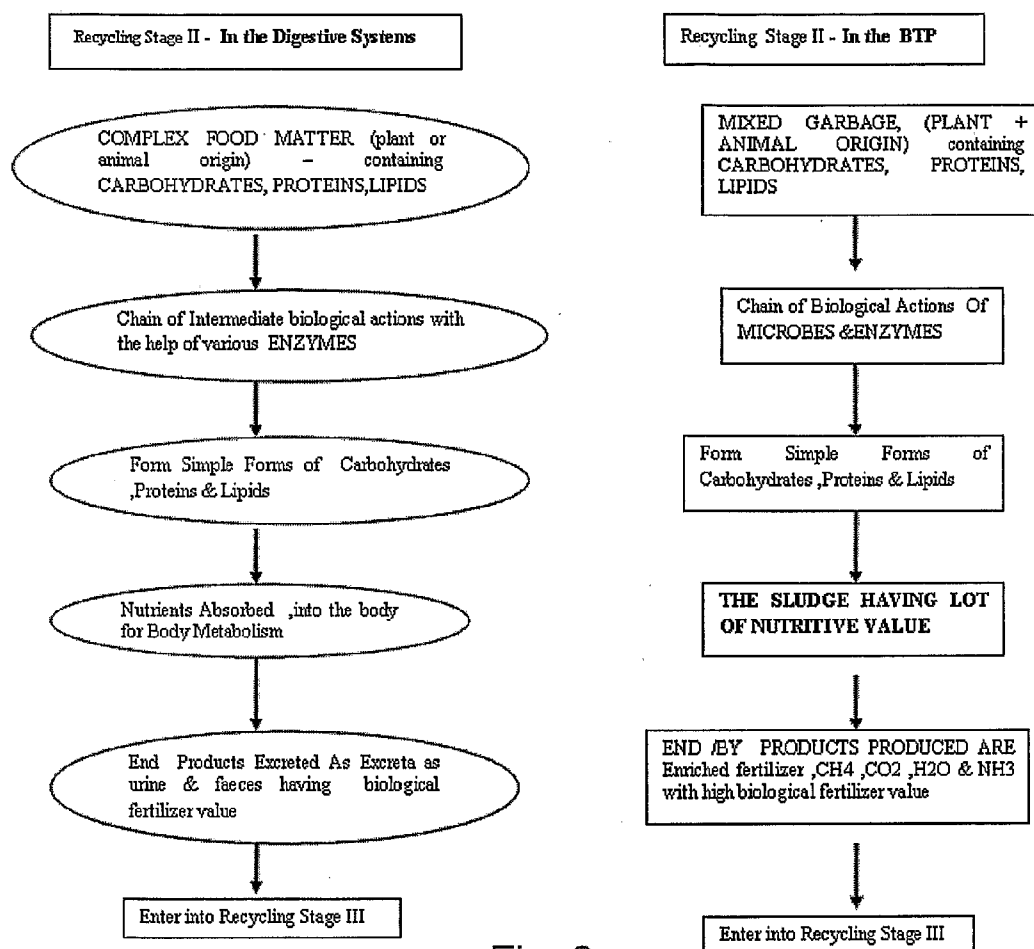 Recycling Stage II - In the Digestive Systems
COMPLEX FOOD MATTER (plant or
animal origin) – containing
CARBOHYDRATES, PROTEINS,LIPIDS
Chain of Intermediate biological actions with
the help of various ENZYMES
Form Simple Forms of Carbohydrates
,Proteins & Lipids
Nutrients Absorbed ,into the body
for Body Metabolism
End Products Excreted As Excreta as
urine & faeces having biological
fertilizer value
Enter into Recycling Stage III
Recycling Stage II - In the BTP
MIXED GARBAGE, (PLANT +
ANIMAL ORIGIN) containing
CARBOHYDRATES, PROTEINS,
LIPIDS
Chain of Biological Actions Of
MICROBES &ENZYMES
Form Simple Forms of
Carbohydrates ,Proteins & Lipids
THE SLUDGE HAVING LOT
OF NUTRITIVE VALUE
END /BY PRODUCTS PRODUCED ARE
Enriched fertilizer ,CH4 ,CO2 ,H2O & NH3
with high biological fertilizer value
Enter into Recycling Stage III